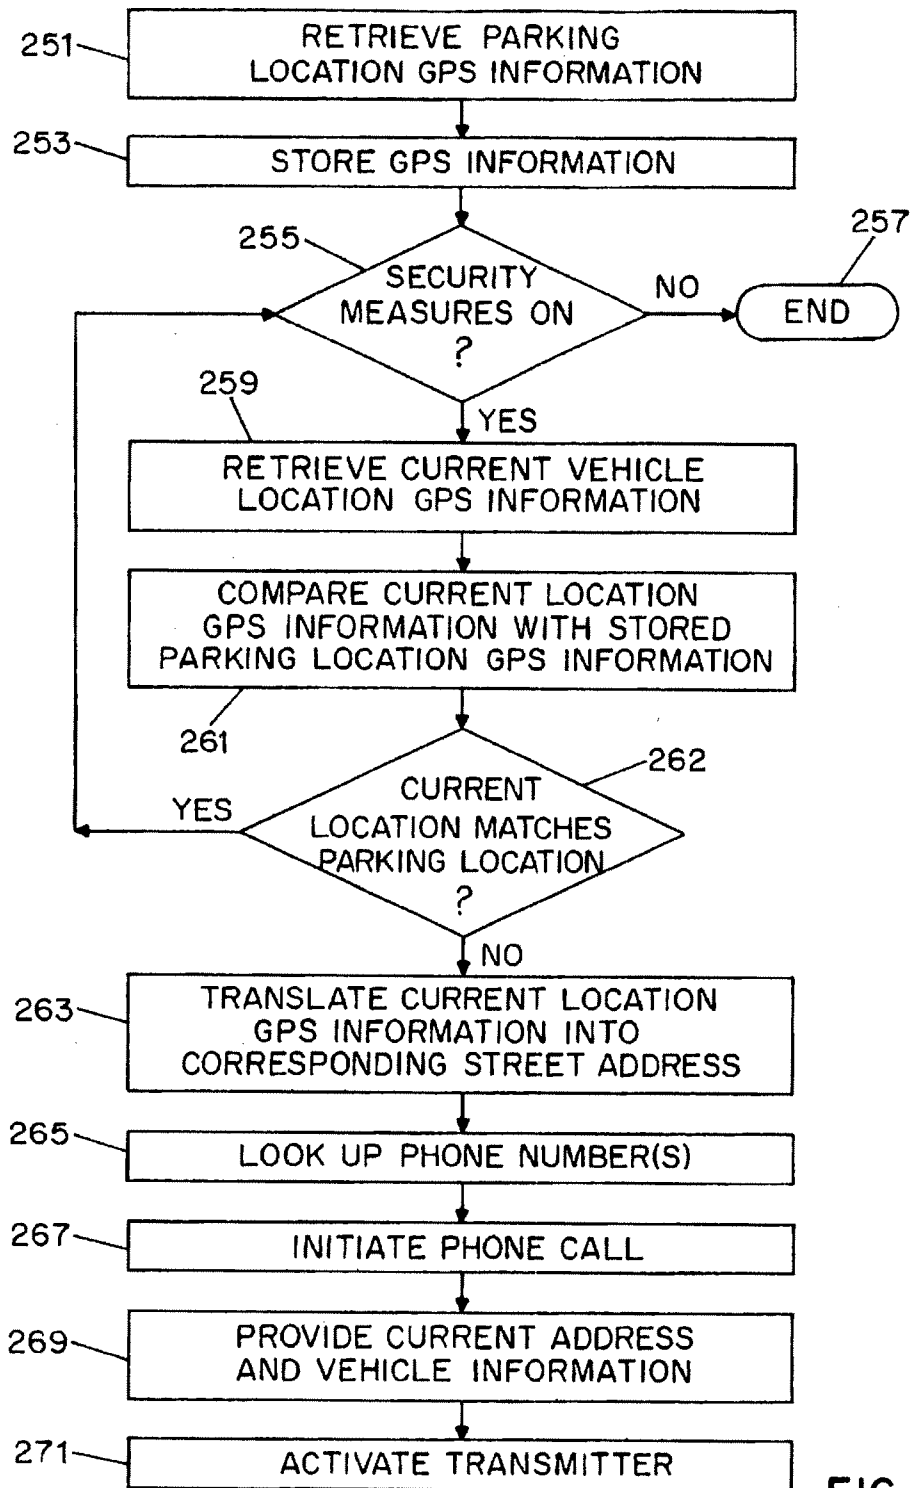 251
RETRIEVE PARKING
LOCATION GPS INFORMATION
253
STORE GPS INFORMATION
255
SECURITY
MEASURES ON
?
NO
257
END
YES
259
RETRIEVE CURRENT VEHICLE
LOCATION GPS INFORMATION
COMPARE CURRENT LOCATION
GPS INFORMATION WITH STORED
PARKING LOCATION GPS INFORMATION
261
262
CURRENT
LOCATION MATCHES
PARKING LOCATION
?
YES
NO
263
TRANSLATE CURRENT LOCATION
GPS INFORMATION INTO
CORRESPONDING STREET ADDRESS
265
LOOK UP PHONE NUMBER(S)
267
INITIATE PHONE CALL
269
PROVIDE CURRENT ADDRESS
AND VEHICLE INFORMATION
271
ACTIVATE TRANSMITTER